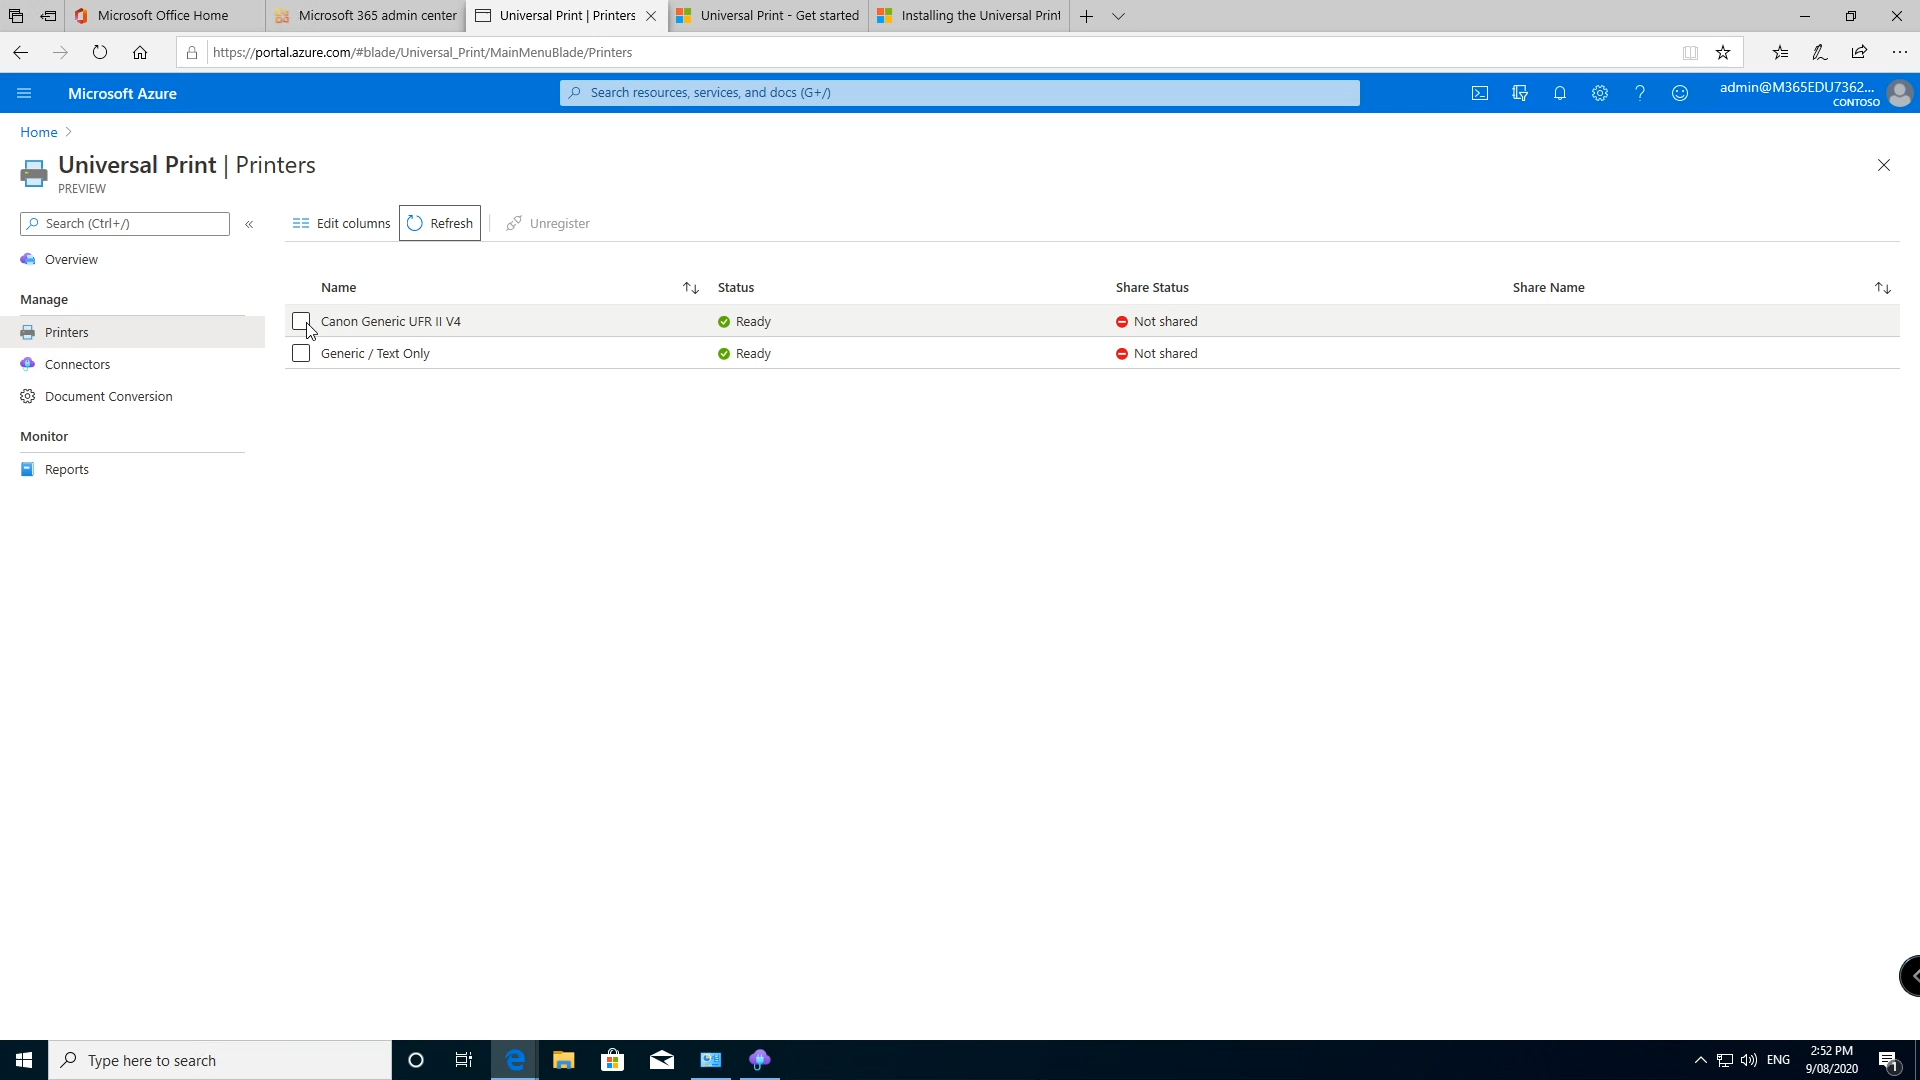 Microsoft Office Home
Microsoft 365 admin center
Universal Print | Printers
Universal Print - Get started
Installing the Universal Print
https://portal.azure.com/#blade/Universal_Print/MainMenuBlade/Printers
Microsoft Azure
Search resources, services, and docs (G+/)
admin@M365EDU7362...
CONTOSO
Home
Universal Print | Printers
PREVIEW
Search (Ctrl+/)
Edit columns
Refresh
Unregister
Overview
Manage
Printers
Connectors
Document Conversion
Monitor
Reports
Name
Status
Share Status
Share Name
Canon Generic UFR II V4
Ready
Not shared
Generic / Text Only
Ready
Not shared
Type here to search
ENG
2:52 PM
9/08/2020
1